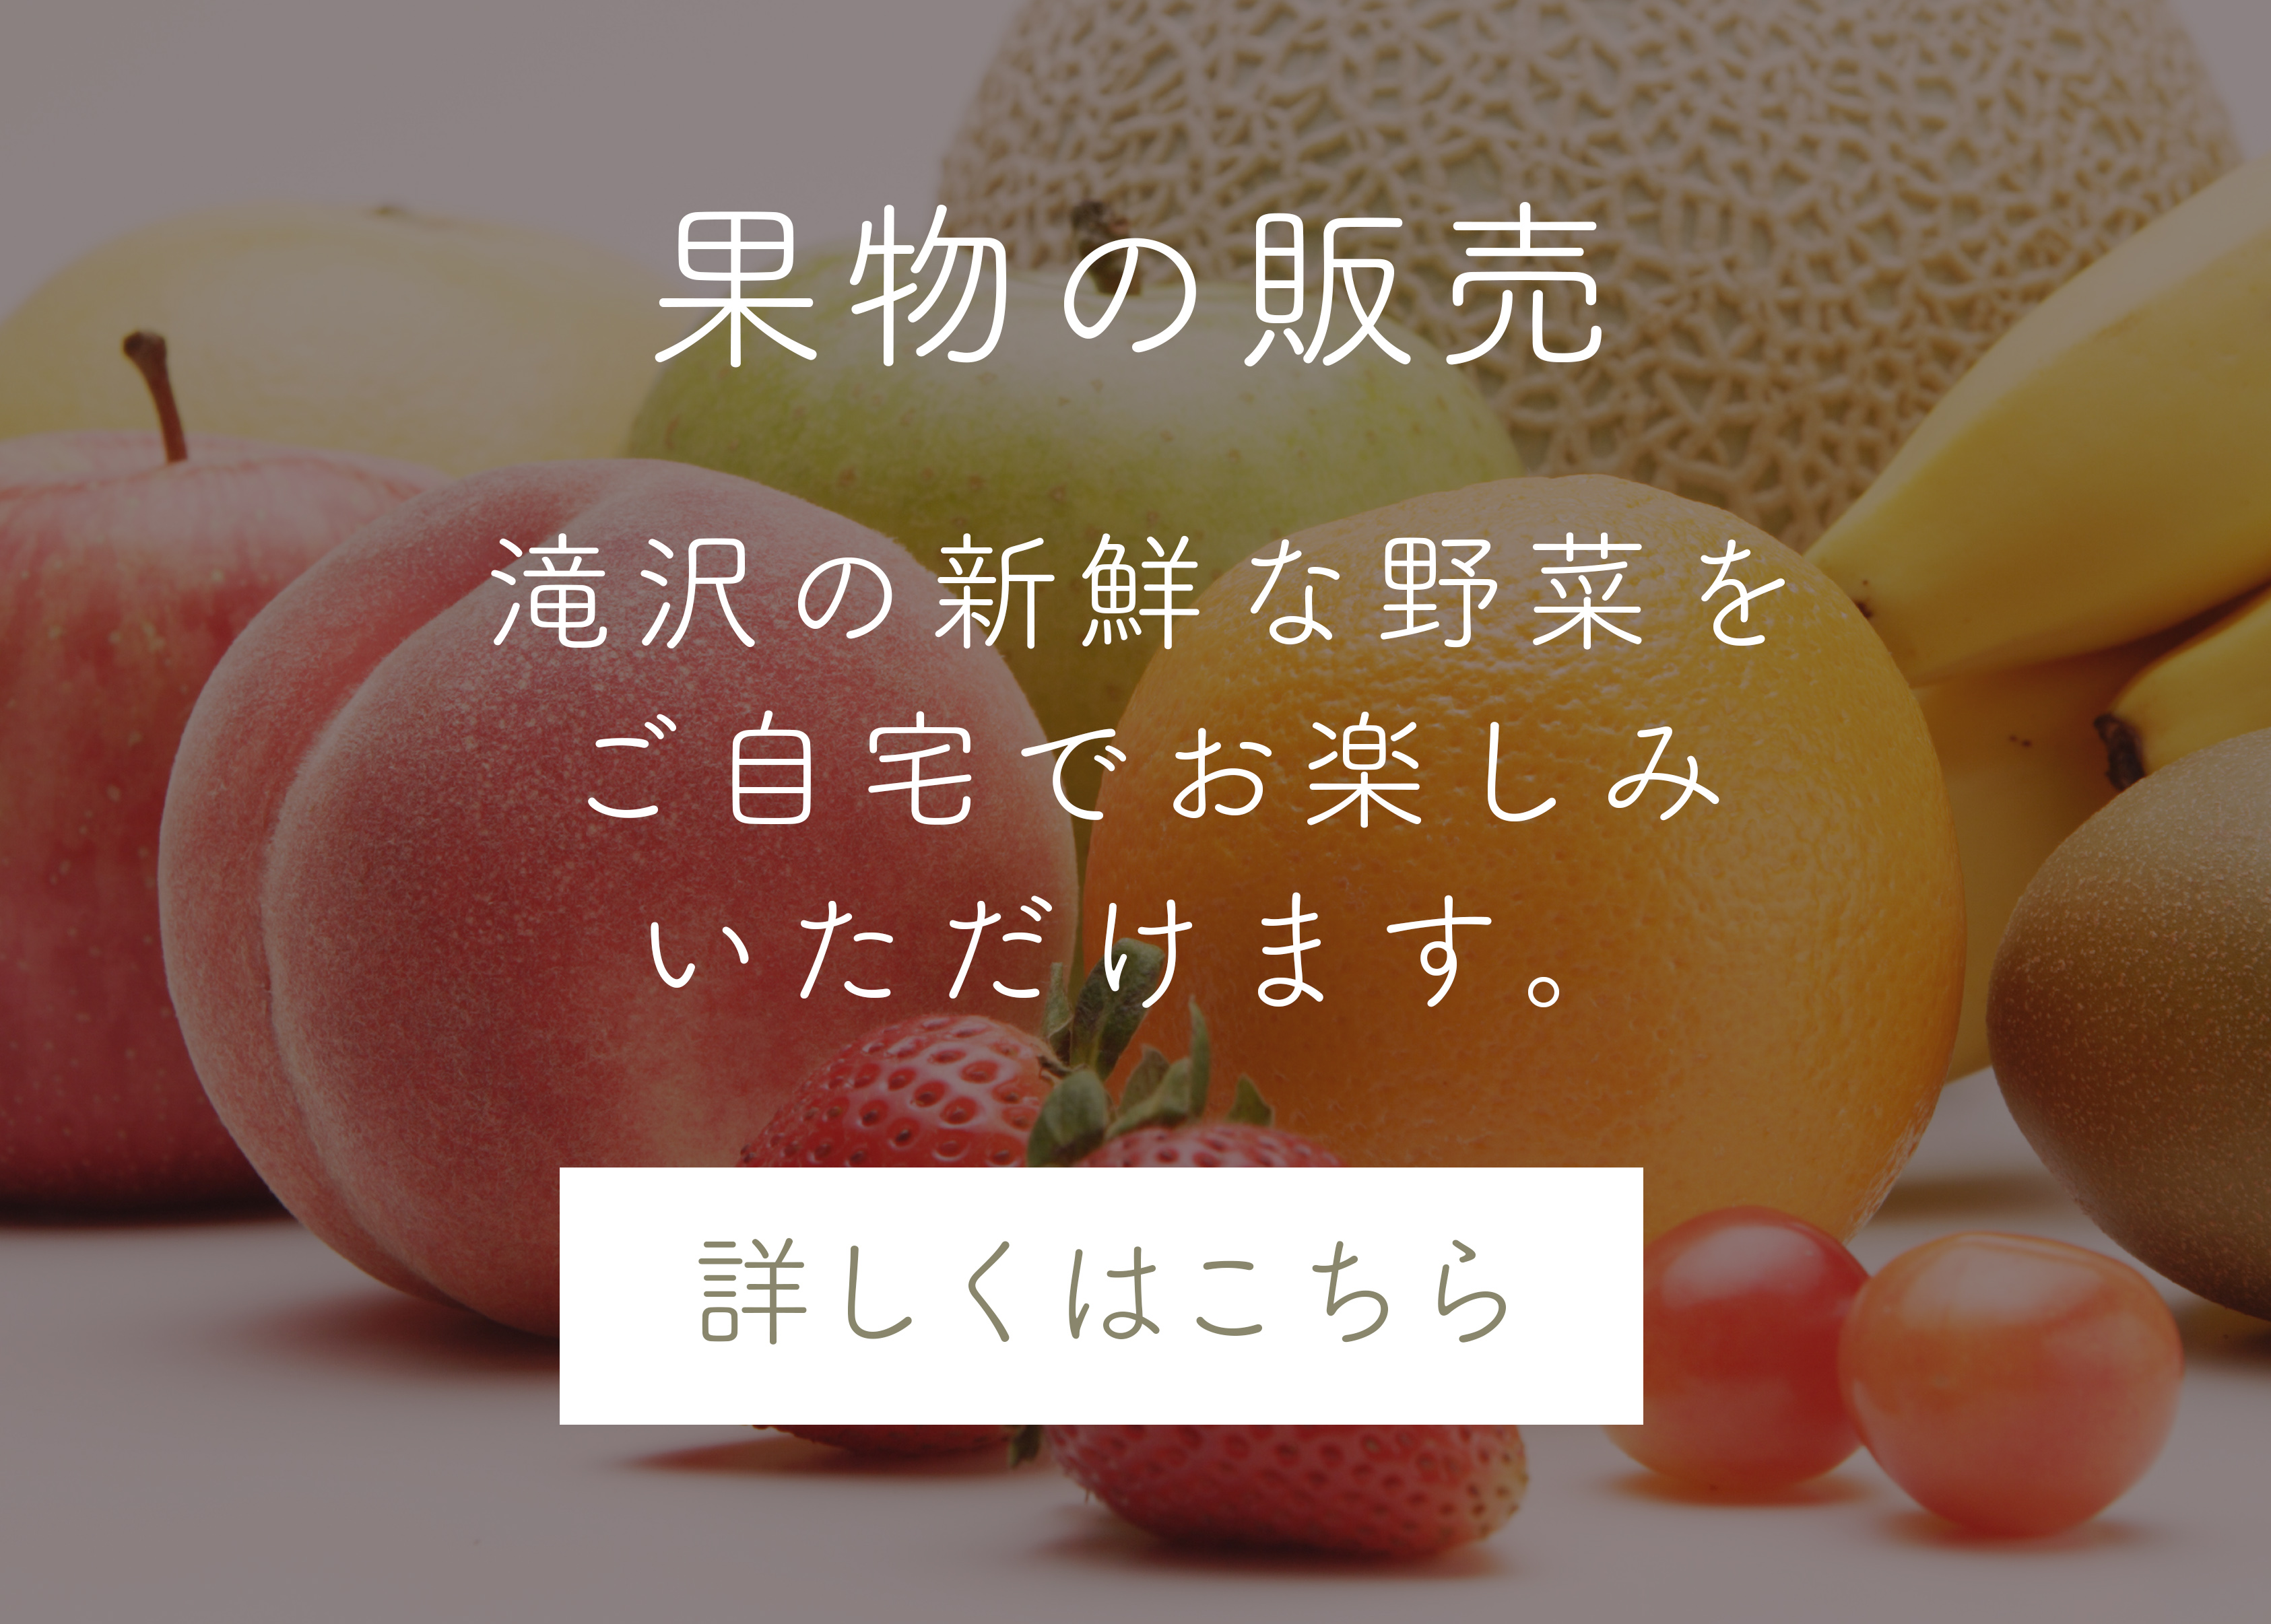 果物の販売
滝沢の新鮮な野菜を
ご自宅でお楽しみ
いただけます。
詳しくはこちら